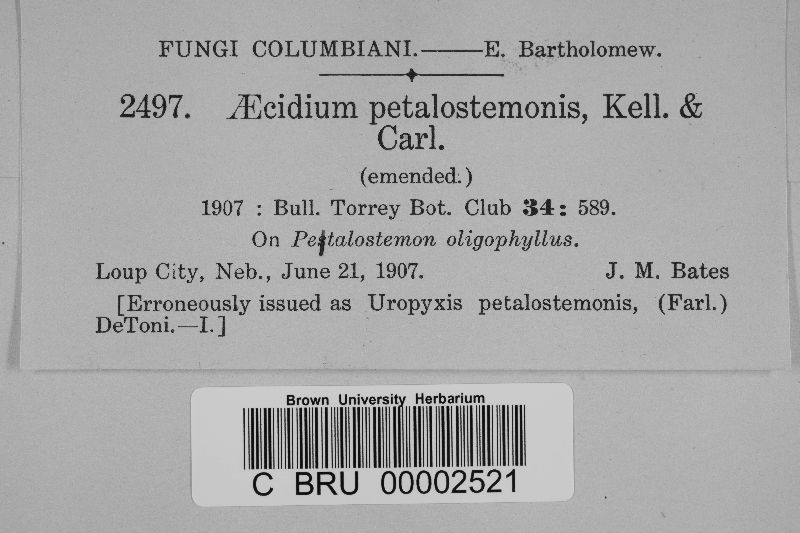 FUNGI COLUMBIANI.——E. Bartholomew.
2497. Æcidium petalostemonis, Kell. &
Carl.
(emended.)
1907 : Bull. Torrey Bot. Club 34: 589.
On Pestalostemon oligophyllus.
Loup City, Neb., June 21, 1907. J. M. Bates
[Erroneously issued as Uropyxis petalostemonis, (Farl.)
DeToni.—I.]
Brown University Herbarium
C BRU 00002521